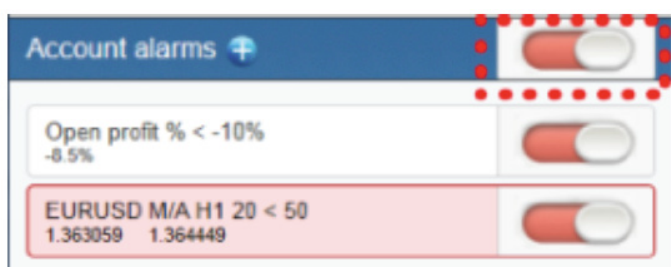 Account alarms
Open profit % < -10%
-8.5%
EURUSD M/A H1 20 < 50
1.363059 1.364449